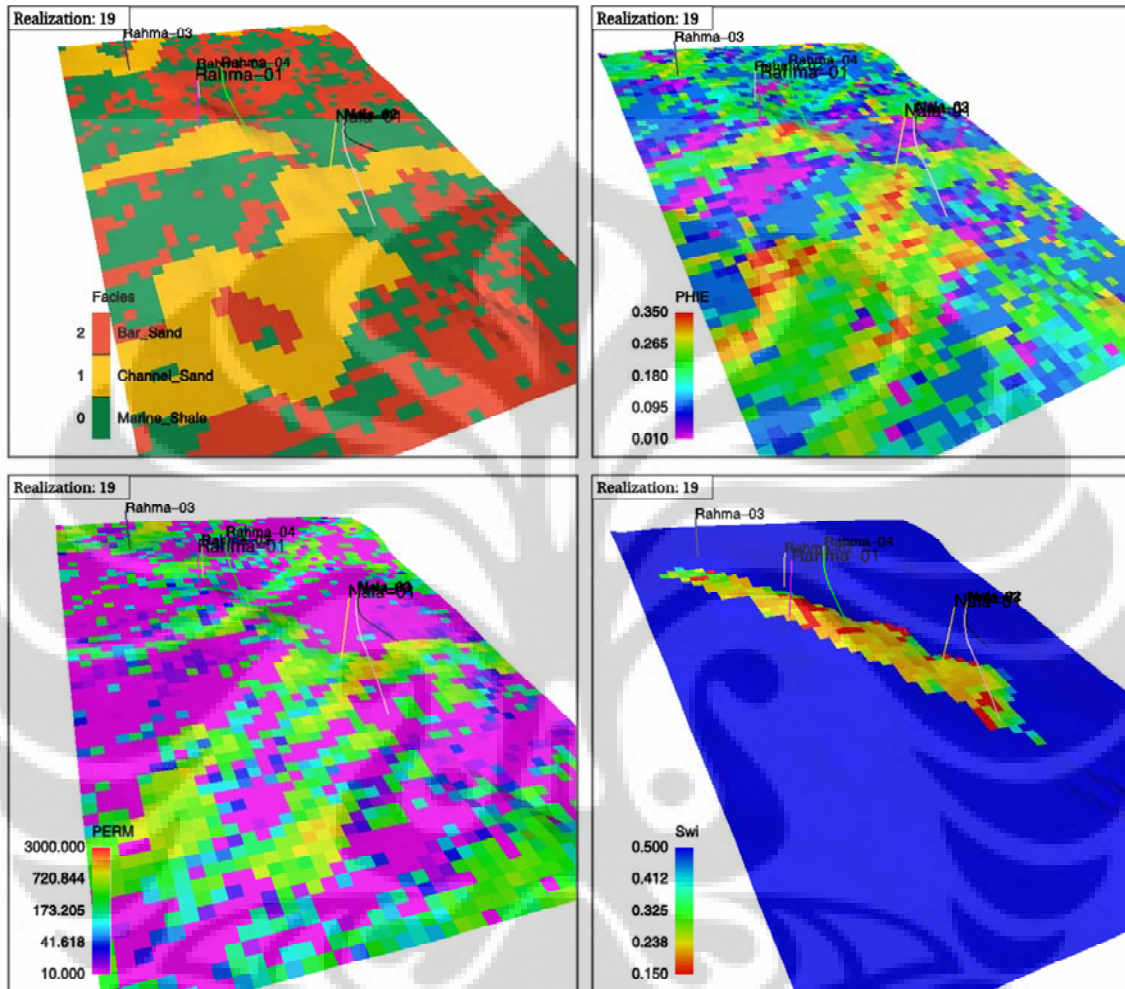 Realization: 19
Rahma-03
Rahma-04
Rahma-01
Facies
2 Bar_Sand
1 Channel_Sand
0 Marine_Shale
Realization: 19
Rahma-03
Rahma-04
Rahma-01
PHIE
0.350
0.265
0.180
0.095
0.010
Realization: 19
Rahma-03
Rahma-04
Rahma-01
PERM
3000.000
720.844
173.205
41.618
10.000
Realization: 19
Rahma-03
Rahma-04
Rahma-01
Swi
0.500
0.412
0.325
0.238
0.150